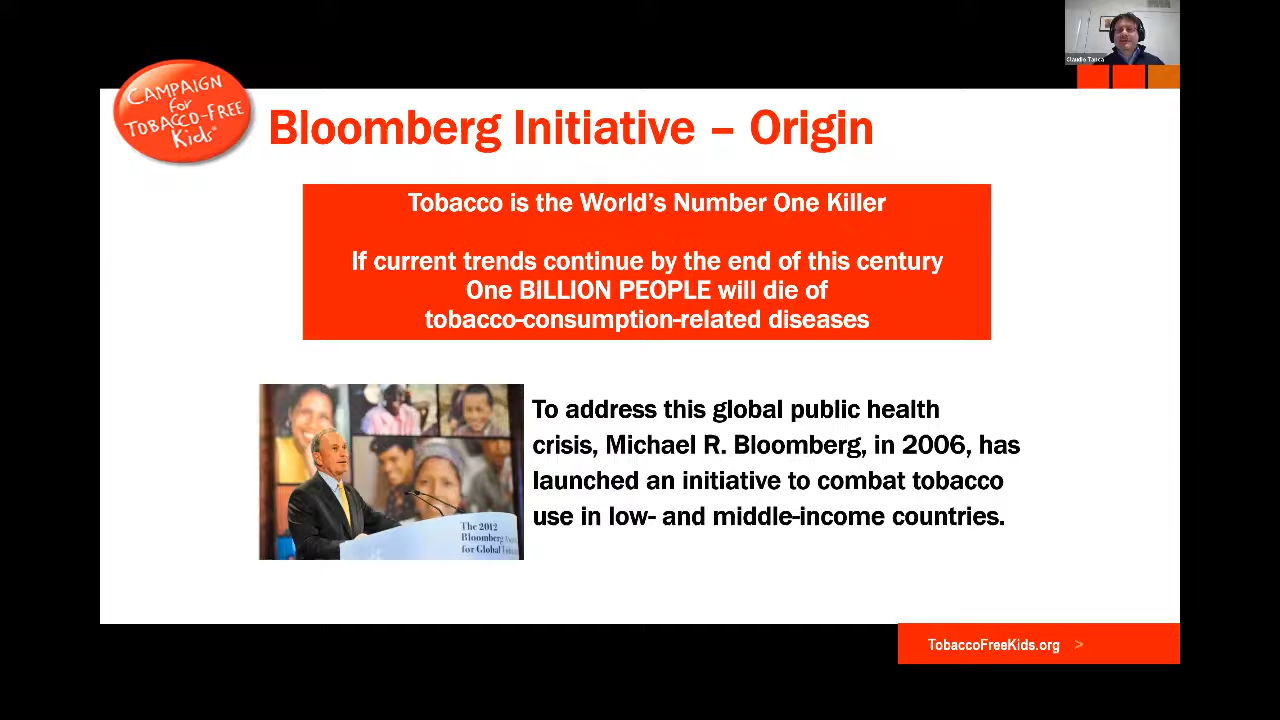 Claudio Tanca
CAMPAIGN
for
TOBACCO-FREE
Kids®
Bloomberg Initiative – Origin
Tobacco is the World's Number One Killer
If current trends continue by the end of this century
One BILLION PEOPLE will die of
tobacco-consumption-related diseases
To address this global public health
crisis, Michael R. Bloomberg, in 2006, has
launched an initiative to combat tobacco
use in low- and middle-income countries.
The 2012
Bloomberg
for Global
TobaccoFreeKids.org >